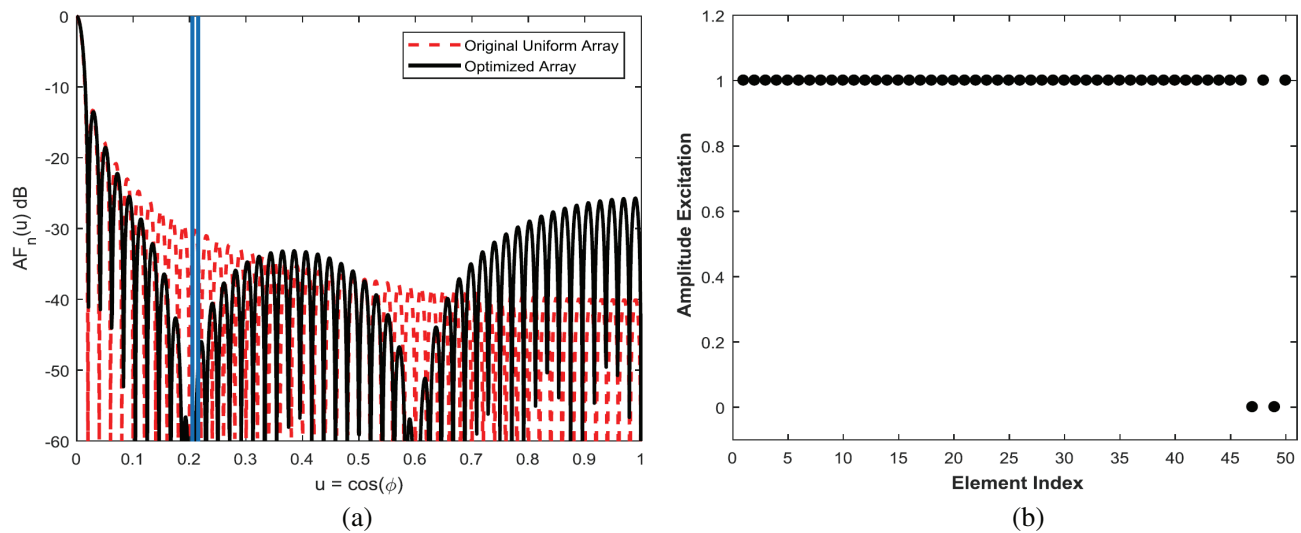 0
-10
-20
-30
-40
-50
-60
AF_n(u) dB
Original Uniform Array
Optimized Array
0 0.1 0.2 0.3 0.4 0.5 0.6 0.7 0.8 0.9 1
u = cos(ϕ)
(a)
1.2
1
0.8
0.6
0.4
0.2
0
Amplitude Excitation
0 5 10 15 20 25 30 35 40 45 50
Element Index
(b)